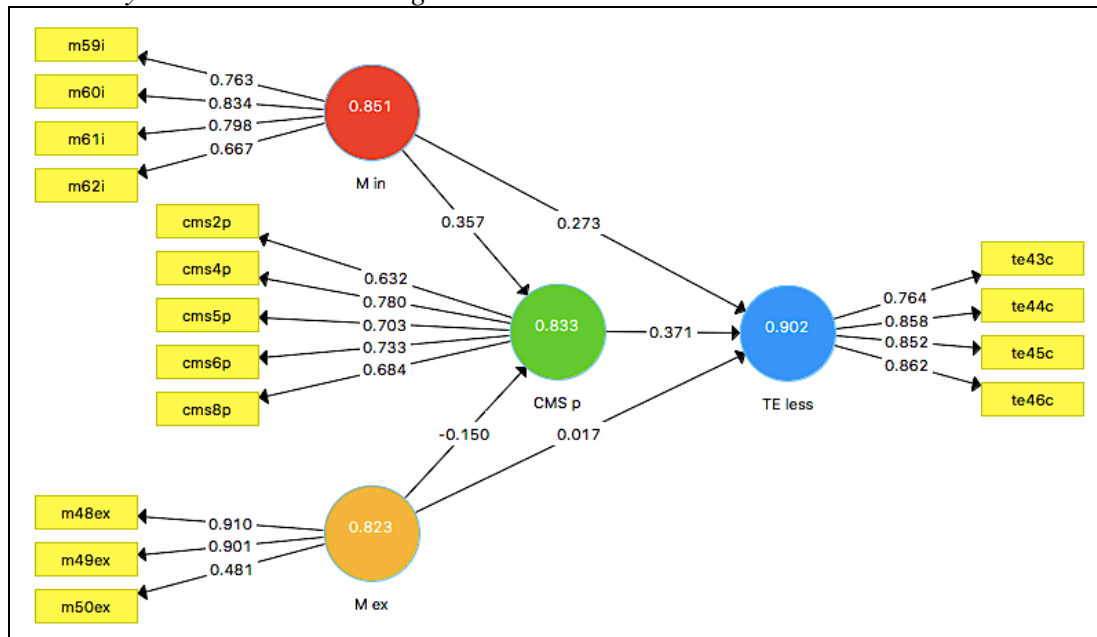 m59i
m60i
m61i
m62i
0.763
0.834
0.798
0.667
0.851
M in
0.357
0.273
cms2p
cms4p
cms5p
cms6p
cms8p
0.632
0.780
0.703
0.733
0.684
0.833
CMS p
0.371
0.902
TE less
0.764
0.858
0.852
0.862
te43c
te44c
te45c
te46c
-0.150
0.017
m48ex
m49ex
m50ex
0.910
0.901
0.481
0.823
M ex